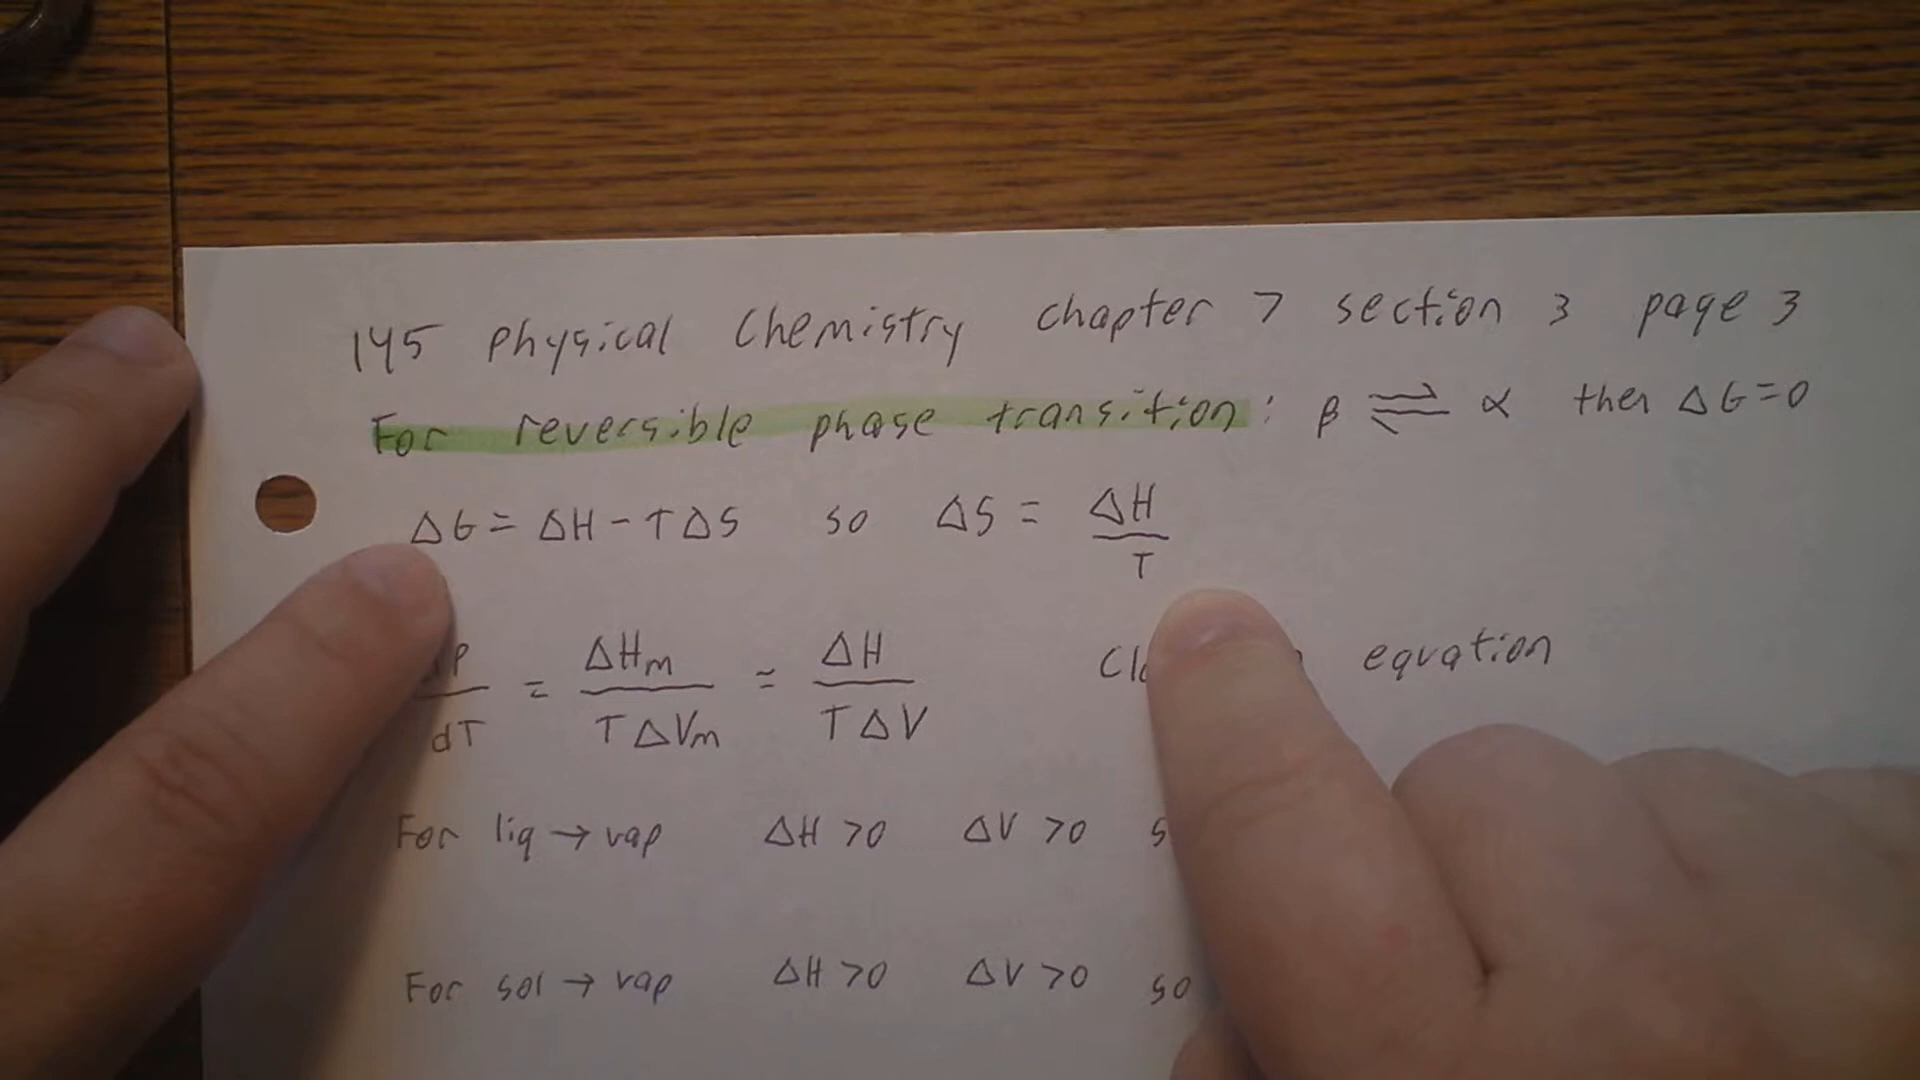 145 Physical Chemistry chapter 7 section 3 page 3
For reversible phase transition: β ⇌ α then ΔG=0
ΔG = ΔH - TΔS so ΔS = ΔH/T
dT = ΔHm/TΔVm = ΔH/TΔV equation
For liq → vap ΔH >0 ΔV >0
For sol → vap ΔH >0 ΔV >0 so